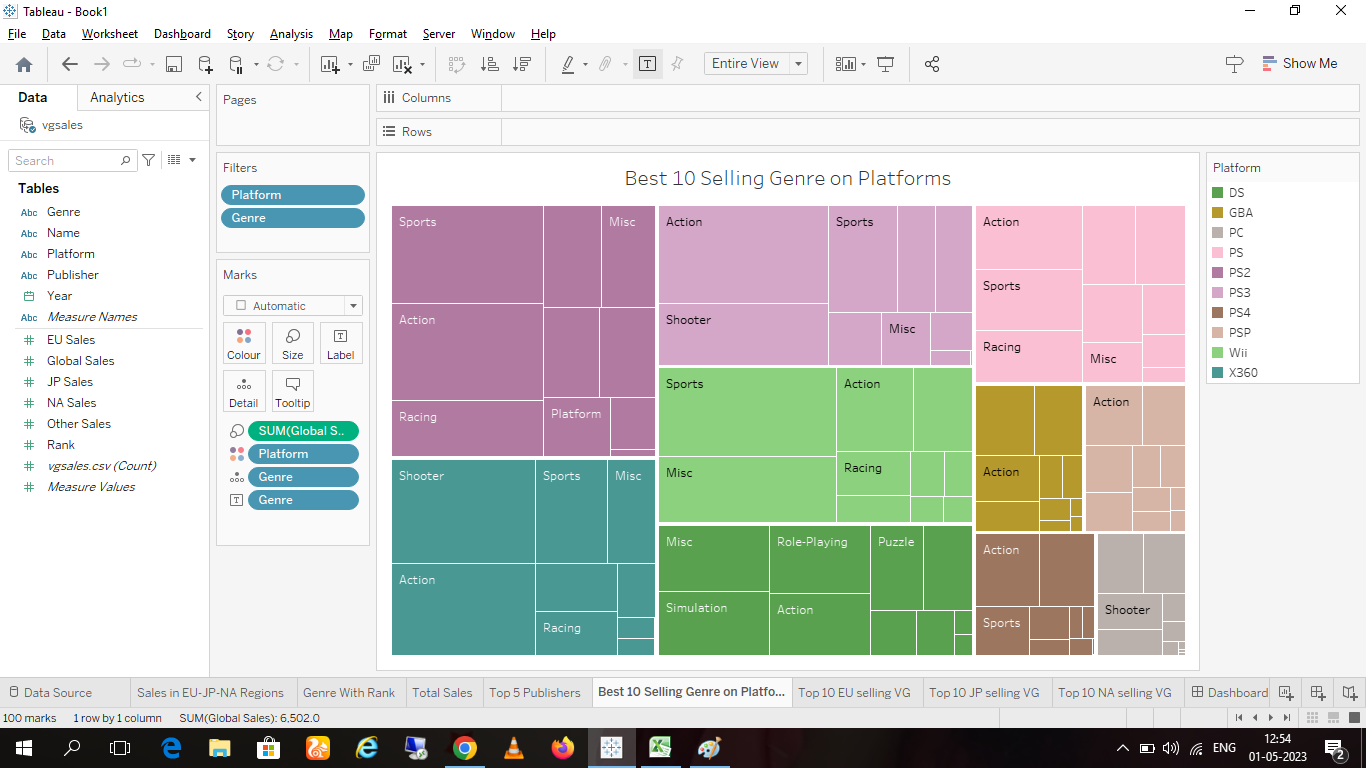 Tableau - Book1
File Data Worksheet Dashboard Story Analysis Map Format Server Window Help
Entire View
Show Me
Data Analytics
vgsales
Search
Tables
Abc Genre
Abc Name
Abc Platform
Abc Publisher
Year
Abc Measure Names
EU Sales
Global Sales
JP Sales
NA Sales
Other Sales
Rank
vgsales.csv (Count)
Measure Values
Pages
Filters
Platform
Genre
Marks
Automatic
Colour Size Label
Detail Tooltip
SUM(Global S..
Platform
Genre
Genre
Columns
Rows
Best 10 Selling Genre on Platforms
Sports Misc
Action
Racing Platform
Shooter Sports Misc
Action
Racing
Action Sports
Shooter Misc
Sports Action
Misc Racing
Misc Role-Playing Puzzle
Simulation Action
Action
Sports
Racing
Misc
Action
Action
Action
Sports
Shooter
Platform
DS
GBA
PC
PS
PS2
PS3
PS4
PSP
Wii
X360
Data Source Sales in EU-JP-NA Regions Genre With Rank Total Sales Top 5 Publishers Best 10 Selling Genre on Platfo... Top 10 EU selling VG Top 10 JP selling VG Top 10 NA selling VG Dashboard
100 marks 1 row by 1 column SUM(Global Sales): 6,502.0
ENG
12:54
01-05-2023
2